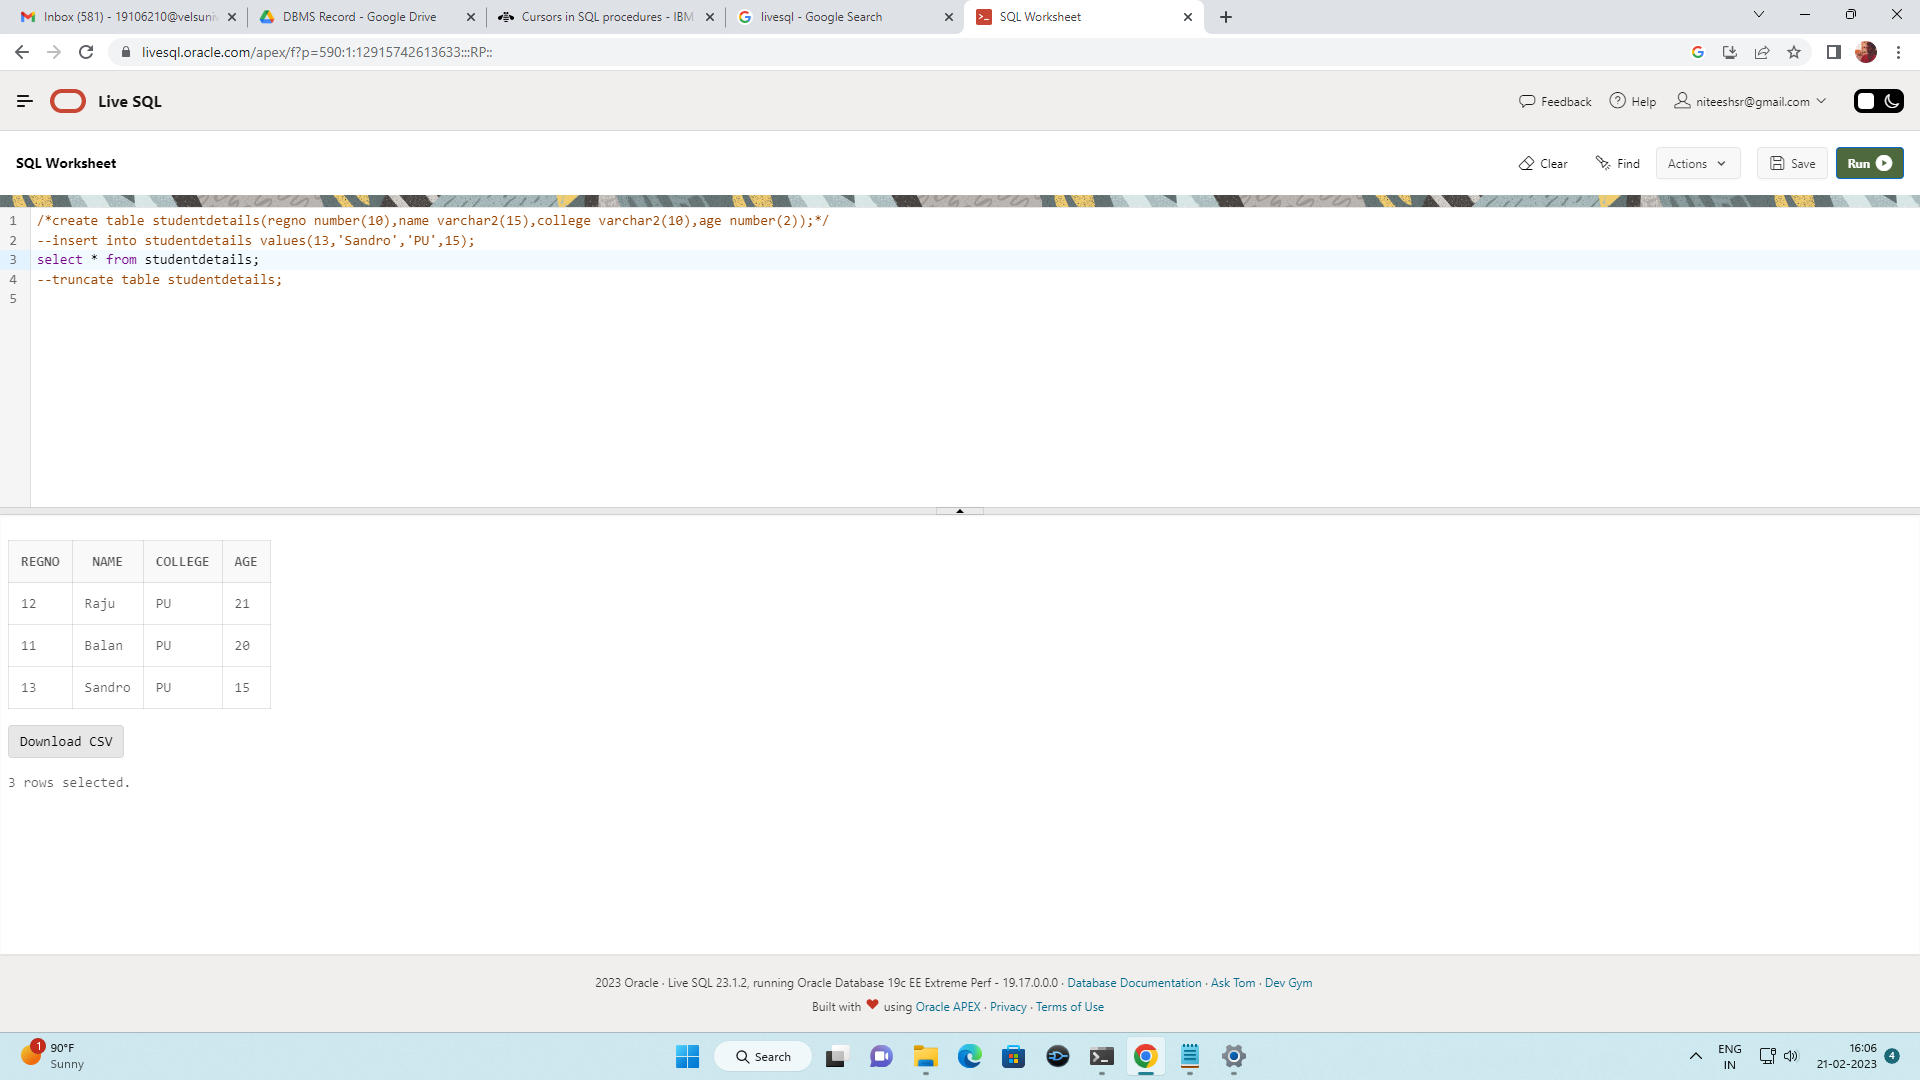 Inbox (581) - 19106210@velsuni
DBMS Record - Google Drive
Cursors in SQL procedures - IBM
livesql - Google Search
SQL Worksheet
livesql.oracle.com/apex/f?p=590:1:12915742613633:::RP::
Live SQL
Feedback
Help
niteeshsr@gmail.com
SQL Worksheet
Clear
Find
Actions
Save
Run
1 /*create table studentdetails(regno number(10),name varchar2(15),college varchar2(10),age number(2));*/
2 --insert into studentdetails values(13,'Sandro','PU',15);
3 select * from studentdetails;
4 --truncate table studentdetails;
5
REGNO NAME COLLEGE AGE
12 Raju PU 21
11 Balan PU 20
13 Sandro PU 15
Download CSV
3 rows selected.
2023 Oracle · Live SQL 23.1.2, running Oracle Database 19c EE Extreme Perf - 19.17.0.0.0 · Database Documentation · Ask Tom · Dev Gym
Built with ❤ using Oracle APEX · Privacy · Terms of Use
1
90°F
Sunny
Search
ENG
IN
16:06
21-02-2023
4